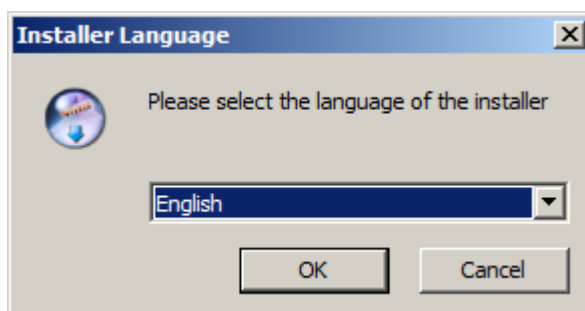 Installer Language
Please select the language of the installer
English
OK
Cancel